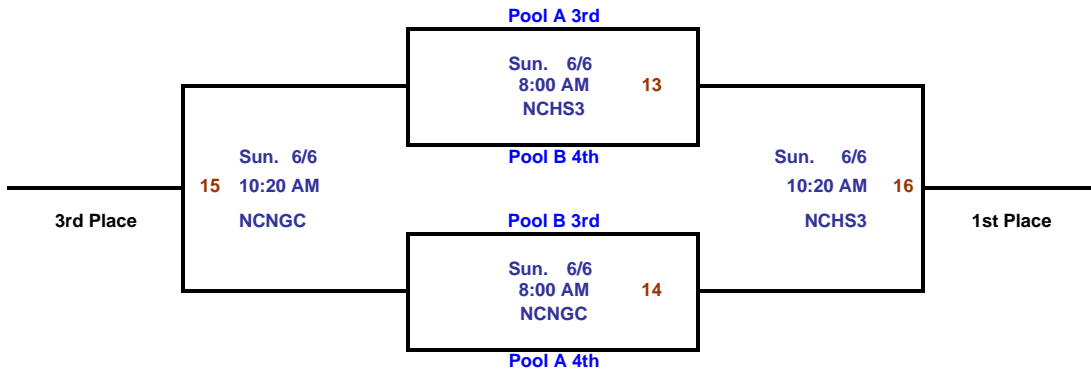 Pool A 3rd
Sun. 6/6
8:00 AM 13
NCHS3
Pool B 4th
Sun. 6/6
15 10:20 AM
NCNGC
3rd Place
Sun. 6/6
10:20 AM 16
NCHS3
1st Place
Pool B 3rd
Sun. 6/6
8:00 AM 14
NCNGC
Pool A 4th